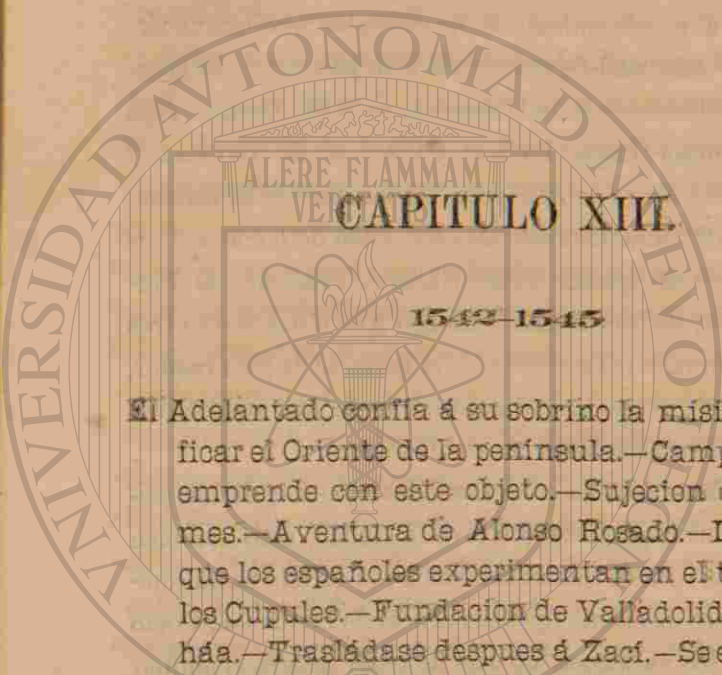 UNIVERSIDAD AUTONOMA DE NUEVO
ALERE FLAMMAM
VERITATIS
CAPITULO XIII.
1542-1545
El Adelantado confía á su sobrino la misi
ficar el Oriente de la península.—Camp
emprende con este objeto.—Sujecion
mes.—Aventura de Alonso Rosado.—
que los españoles experimentan en el t
los Cupules.—Fundacion de Valladolid
háa.—Trasládase despues á Zací.—Se e